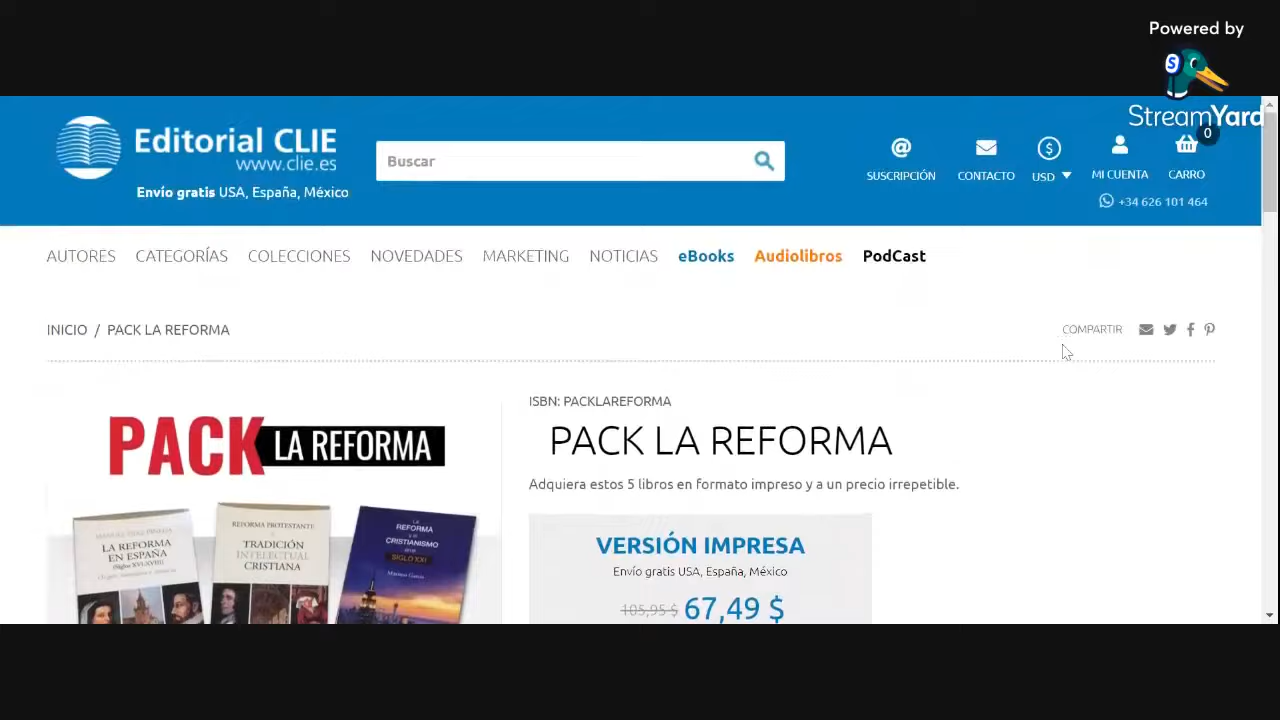 Powered by
StreamYard
Editorial CLIE
www.clie.es
Envío gratis USA, España, México
Buscar
SUSCRIPCIÓN
CONTACTO
USD
MI CUENTA
0
CARRO
+34 626 101 464
AUTORES CATEGORÍAS COLECCIONES NOVEDADES MARKETING NOTICIAS eBooks Audiolibros PodCast
INICIO / PACK LA REFORMA
COMPARTIR
PACK LA REFORMA
LA REFORMA
EN ESPAÑA
(Siglos XVI-XVIII)
REFORMA PROTESTANTE
TRADICIÓN
INTELECTUAL
CRISTIANA
LA
REFORMA
CRISTIANISMO
SIGLO XXI
ISBN: PACKLAREFORMA
PACK LA REFORMA
Adquiera estos 5 libros en formato impreso y a un precio irrepetible.
VERSIÓN IMPRESA
Envío gratis USA, España, México
105,95 $ 67,49 $